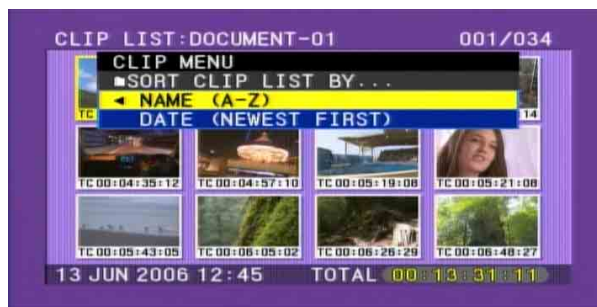 CLIP LIST:DOCUMENT-01 001/034
CLIP MENU
SORT CLIP LIST BY...
NAME (A-Z)
DATE (NEWEST FIRST)
TC 14
TC 00:04:35:12 TC 00:04:57:10 TC 00:05:19:08 TC 00:05:21:08
TC 00:05:43:05 TC 00:06:05:02 TC 00:06:26:29 TC 00:06:48:27
13 JUN 2006 12:45 TOTAL 00:13:31:11